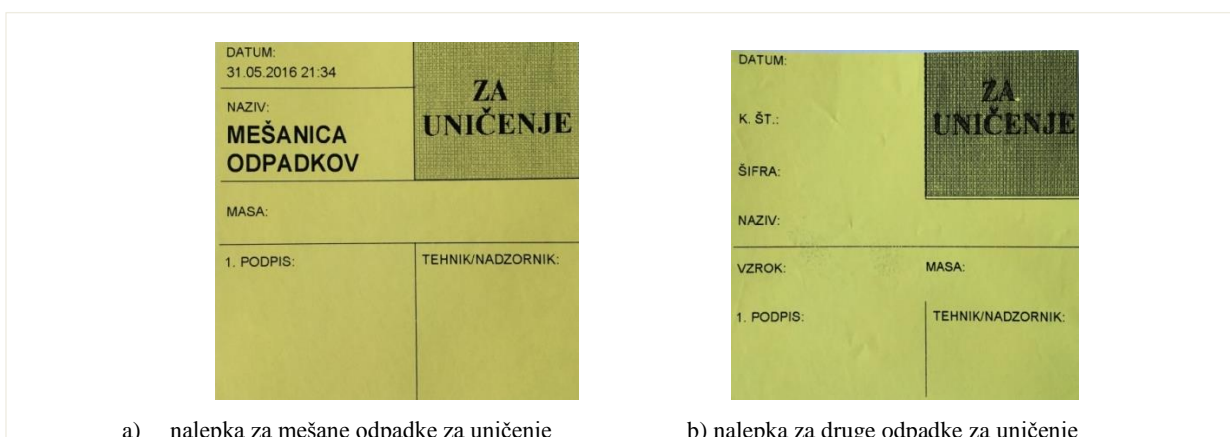 DATUM:
31.05.2016 21:34
ZA
UNIČENJE
NAZIV:
MEŠANICA
ODPADKOV
MASA:
1. PODPIS:
TEHNIK/NADZORNIK:
DATUM:
ZA
UNIČENJE
K. ŠT.:
ŠIFRA:
NAZIV:
VZROK:
MASA:
1. PODPIS:
TEHNIK/NADZORNIK:
a) nalepka za mešane odpadke za uničenje
b) nalepka za druge odpadke za uničenje